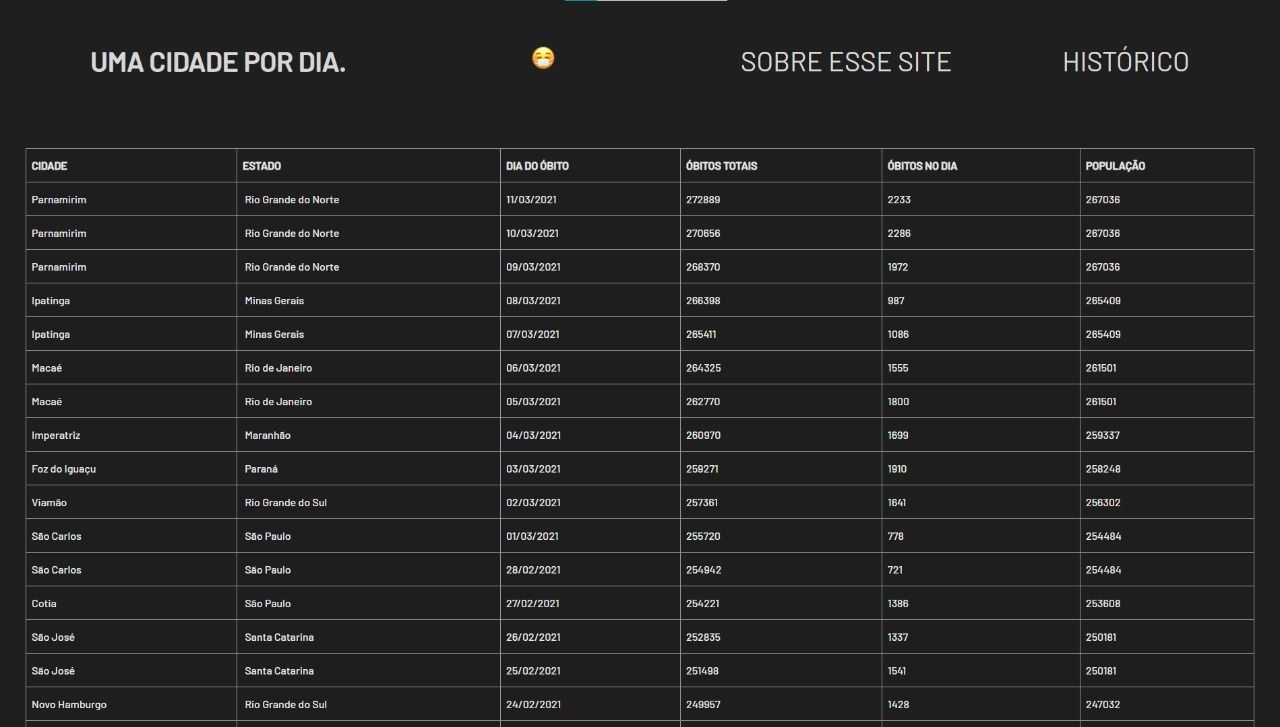 UMA CIDADE POR DIA. 😷 SOBRE ESSE SITE HISTÓRICO
CIDADE ESTADO DIA DO ÓBITO ÓBITOS TOTAIS ÓBITOS NO DIA POPULAÇÃO
Parnamirim Rio Grande do Norte 11/03/2021 272889 2233 267036
Parnamirim Rio Grande do Norte 10/03/2021 270656 2286 267036
Parnamirim Rio Grande do Norte 09/03/2021 268370 1972 267036
Ipatinga Minas Gerais 08/03/2021 266398 987 265409
Ipatinga Minas Gerais 07/03/2021 265411 1086 265409
Macaé Rio de Janeiro 06/03/2021 264325 1555 261501
Macaé Rio de Janeiro 05/03/2021 262770 1800 261501
Imperatriz Maranhão 04/03/2021 260970 1699 259337
Foz do Iguaçu Paraná 03/03/2021 259271 1910 258248
Viamão Rio Grande do Sul 02/03/2021 257361 1641 256302
São Carlos São Paulo 01/03/2021 255720 778 254484
São Carlos São Paulo 28/02/2021 254942 721 254484
Cotia São Paulo 27/02/2021 254221 1386 253608
São José Santa Catarina 26/02/2021 252835 1337 250181
São José Santa Catarina 25/02/2021 251498 1541 250181
Novo Hamburgo Rio Grande do Sul 24/02/2021 249957 1428 247032